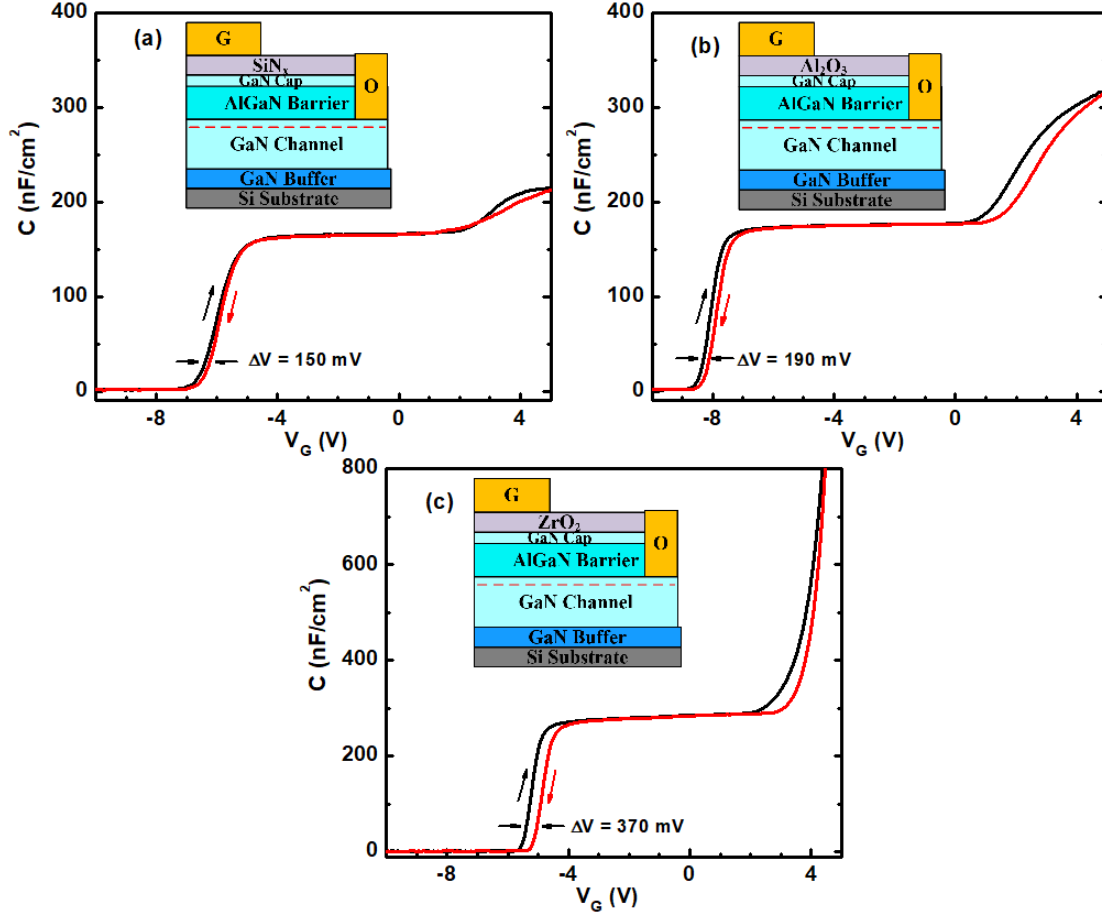 (a)
G
SiNₓ
GaN Cap
AlGaN Barrier
O
GaN Channel
GaN Buffer
Si Substrate
ΔV = 150 mV
400
300
200
100
0
C (nF/cm²)
-8
-4
0
4
V_G (V)
(b)
G
Al₂O₃
GaN Cap
AlGaN Barrier
O
GaN Channel
GaN Buffer
Si Substrate
ΔV = 190 mV
400
300
200
100
0
C (nF/cm²)
-8
-4
0
4
V_G (V)
(c)
G
ZrO₂
GaN Cap
AlGaN Barrier
O
GaN Channel
GaN Buffer
Si Substrate
ΔV = 370 mV
800
600
400
200
0
C (nF/cm²)
-8
-4
0
4
V_G (V)